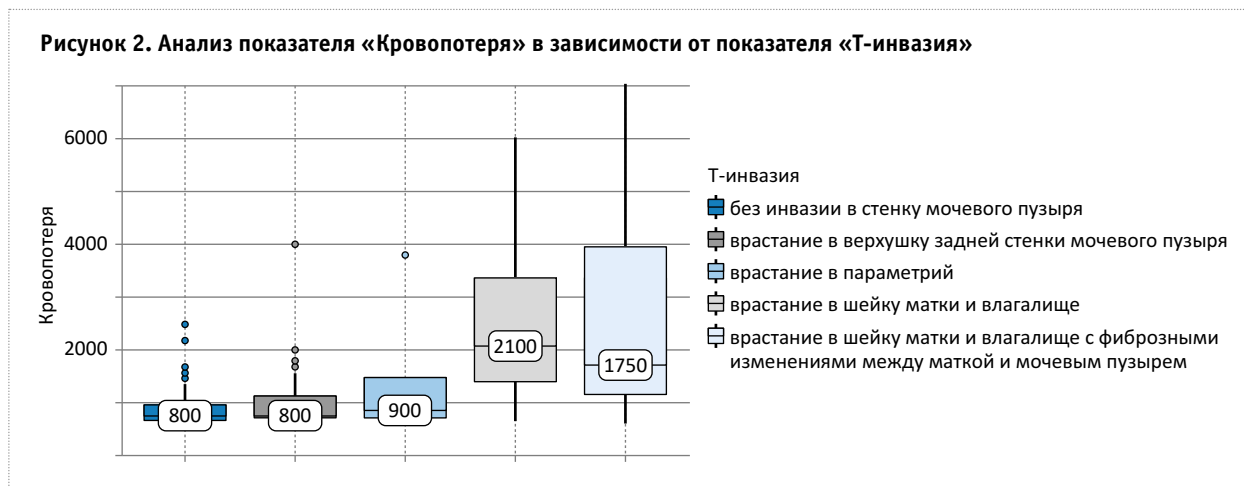 Рисунок 2. Анализ показателя «Кровопотеря» в зависимости от показателя «Т-инвазия»
6000
4000
2000
Кровопотеря
800
800
900
2100
1750
Т-инвазия
без инвазии в стенку мочевого пузыря
врастание в верхушку задней стенки мочевого пузыря
врастание в параметрий
врастание в шейку матки и влагалище
врастание в шейку матки и влагалище с фиброзными
изменениями между маткой и мочевым пузырем